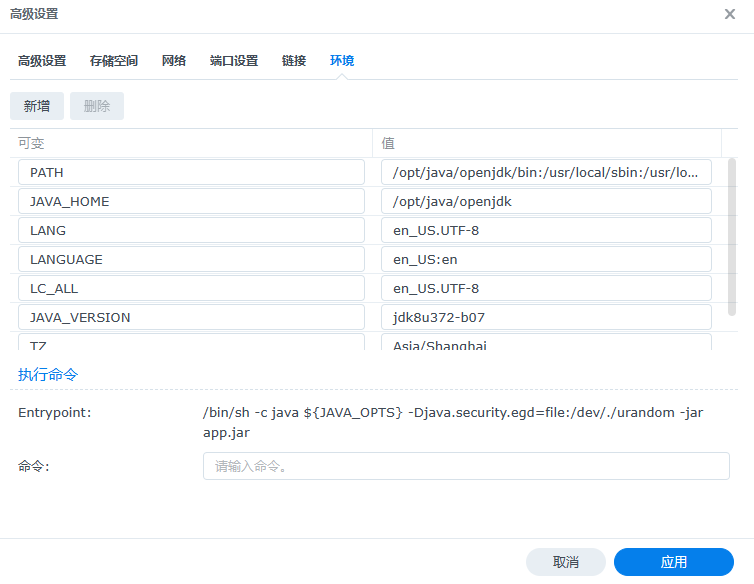 高级设置
高级设置 存储空间 网络 端口设置 链接 环境
新增 删除
可变 值
PATH /opt/java/openjdk/bin:/usr/local/sbin:/usr/lo...
JAVA_HOME /opt/java/openjdk
LANG en_US.UTF-8
LANGUAGE en_US:en
LC_ALL en_US.UTF-8
JAVA_VERSION jdk8u372-b07
TZ Asia/Shanghai
执行命令
Entrypoint: /bin/sh -c java ${JAVA_OPTS} -Djava.security.egd=file:/dev/./urandom -jar
app.jar
命令: 请输入命令。
取消 应用